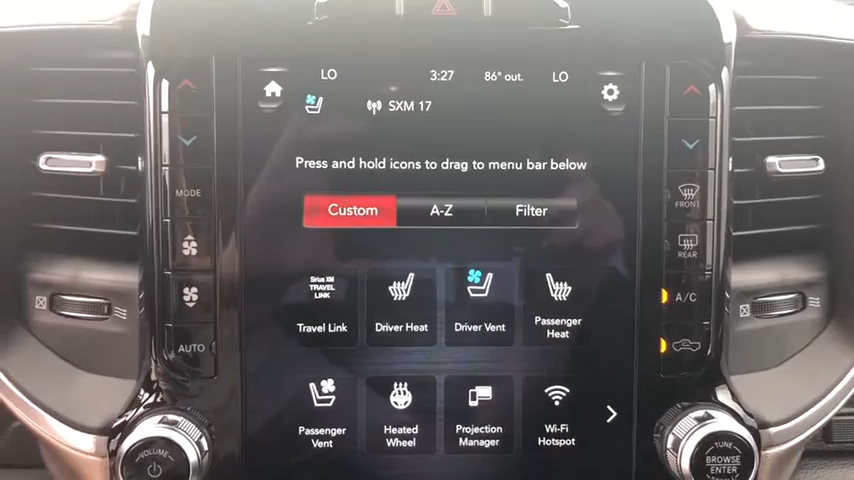 LO 3:27 86° out. LO
SXM 17
Press and hold icons to drag to menu bar below
Custom A-Z Filter
MODE
FRONT
REAR
A/C
AUTO
Sirius XM
TRAVEL
LINK
Travel Link
Driver Heat
Driver Vent
Passenger
Heat
Passenger
Vent
Heated
Wheel
Projection
Manager
Wi-Fi
Hotspot
VOLUME
TUNE
BROWSE
ENTER